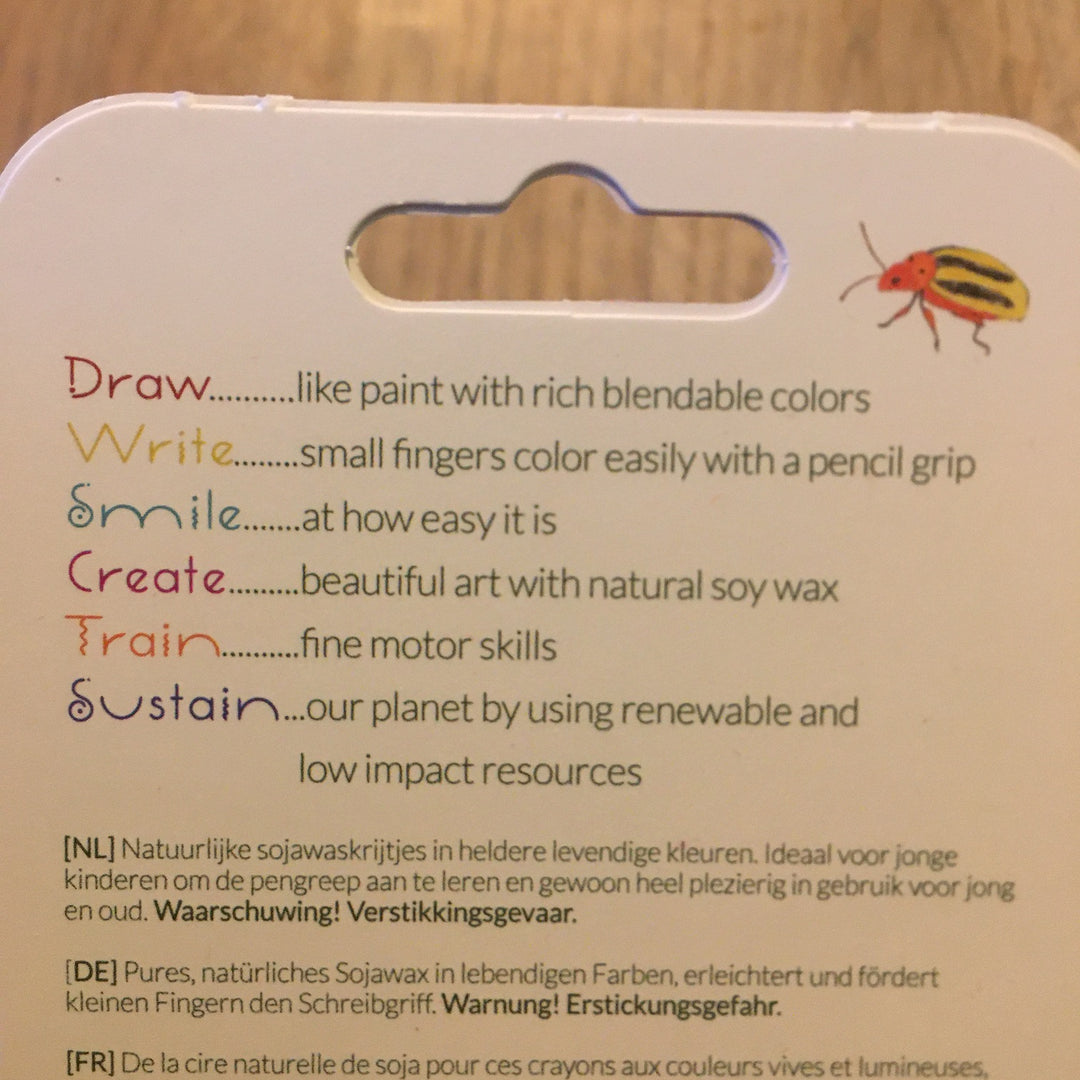 Draw..........like paint with rich blendable colors
Write........small fingers color easily with a pencil grip
Smile.......at how easy it is
Create.........beautiful art with natural soy wax
Train..........fine motor skills
Sustain...our planet by using renewable and
low impact resources
[NL] Natuurlijke sojawaskrijtjes in heldere levendige kleuren. Ideaal voor jonge
kinderen om de pengreep aan te leren en gewoon heel plezierig in gebruik voor jong
en oud. Waarschuwing! Verstikkingsgevaar.
[DE] Pures, natürliches Sojawax in lebendigen Farben, erleichtert und fördert
kleinen Fingern den Schreibgriff. Warnung! Erstickungsgefahr.
[FR] De la cire naturelle de soja pour ces crayons aux couleurs vives et lumineuses,